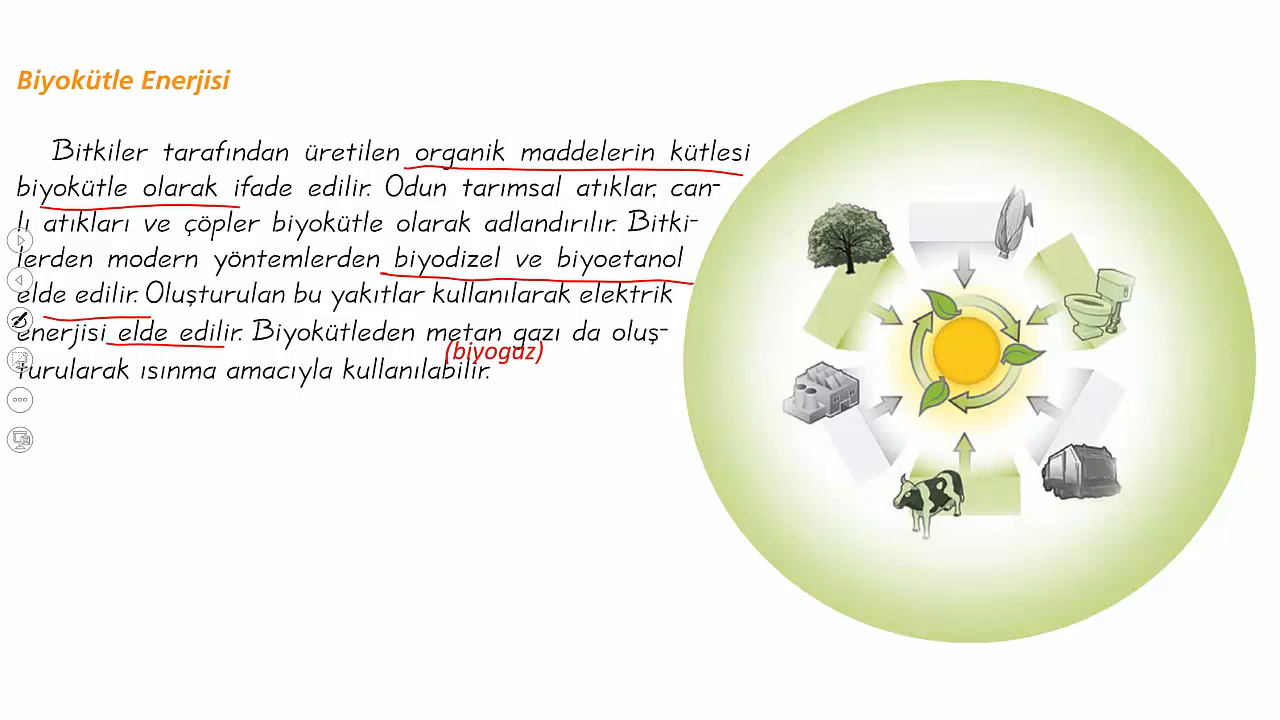 Biyokütle Enerjisi
Bitkiler tarafından üretilen organik maddelerin kütlesi
biyokütle olarak ifade edilir. Odun tarımsal atıklar, can-
lı atıkları ve çöpler biyokütle olarak adlandırılır. Bitki-
lerden modern yöntemlerden biyodizel ve biyoetanol
elde edilir. Oluşturulan bu yakıtlar kullanılarak elektrik
enerjisi elde edilir. Biyokütleden metan gazı da oluş-
(biyogaz)
turularak ısınma amacıyla kullanılabilir.